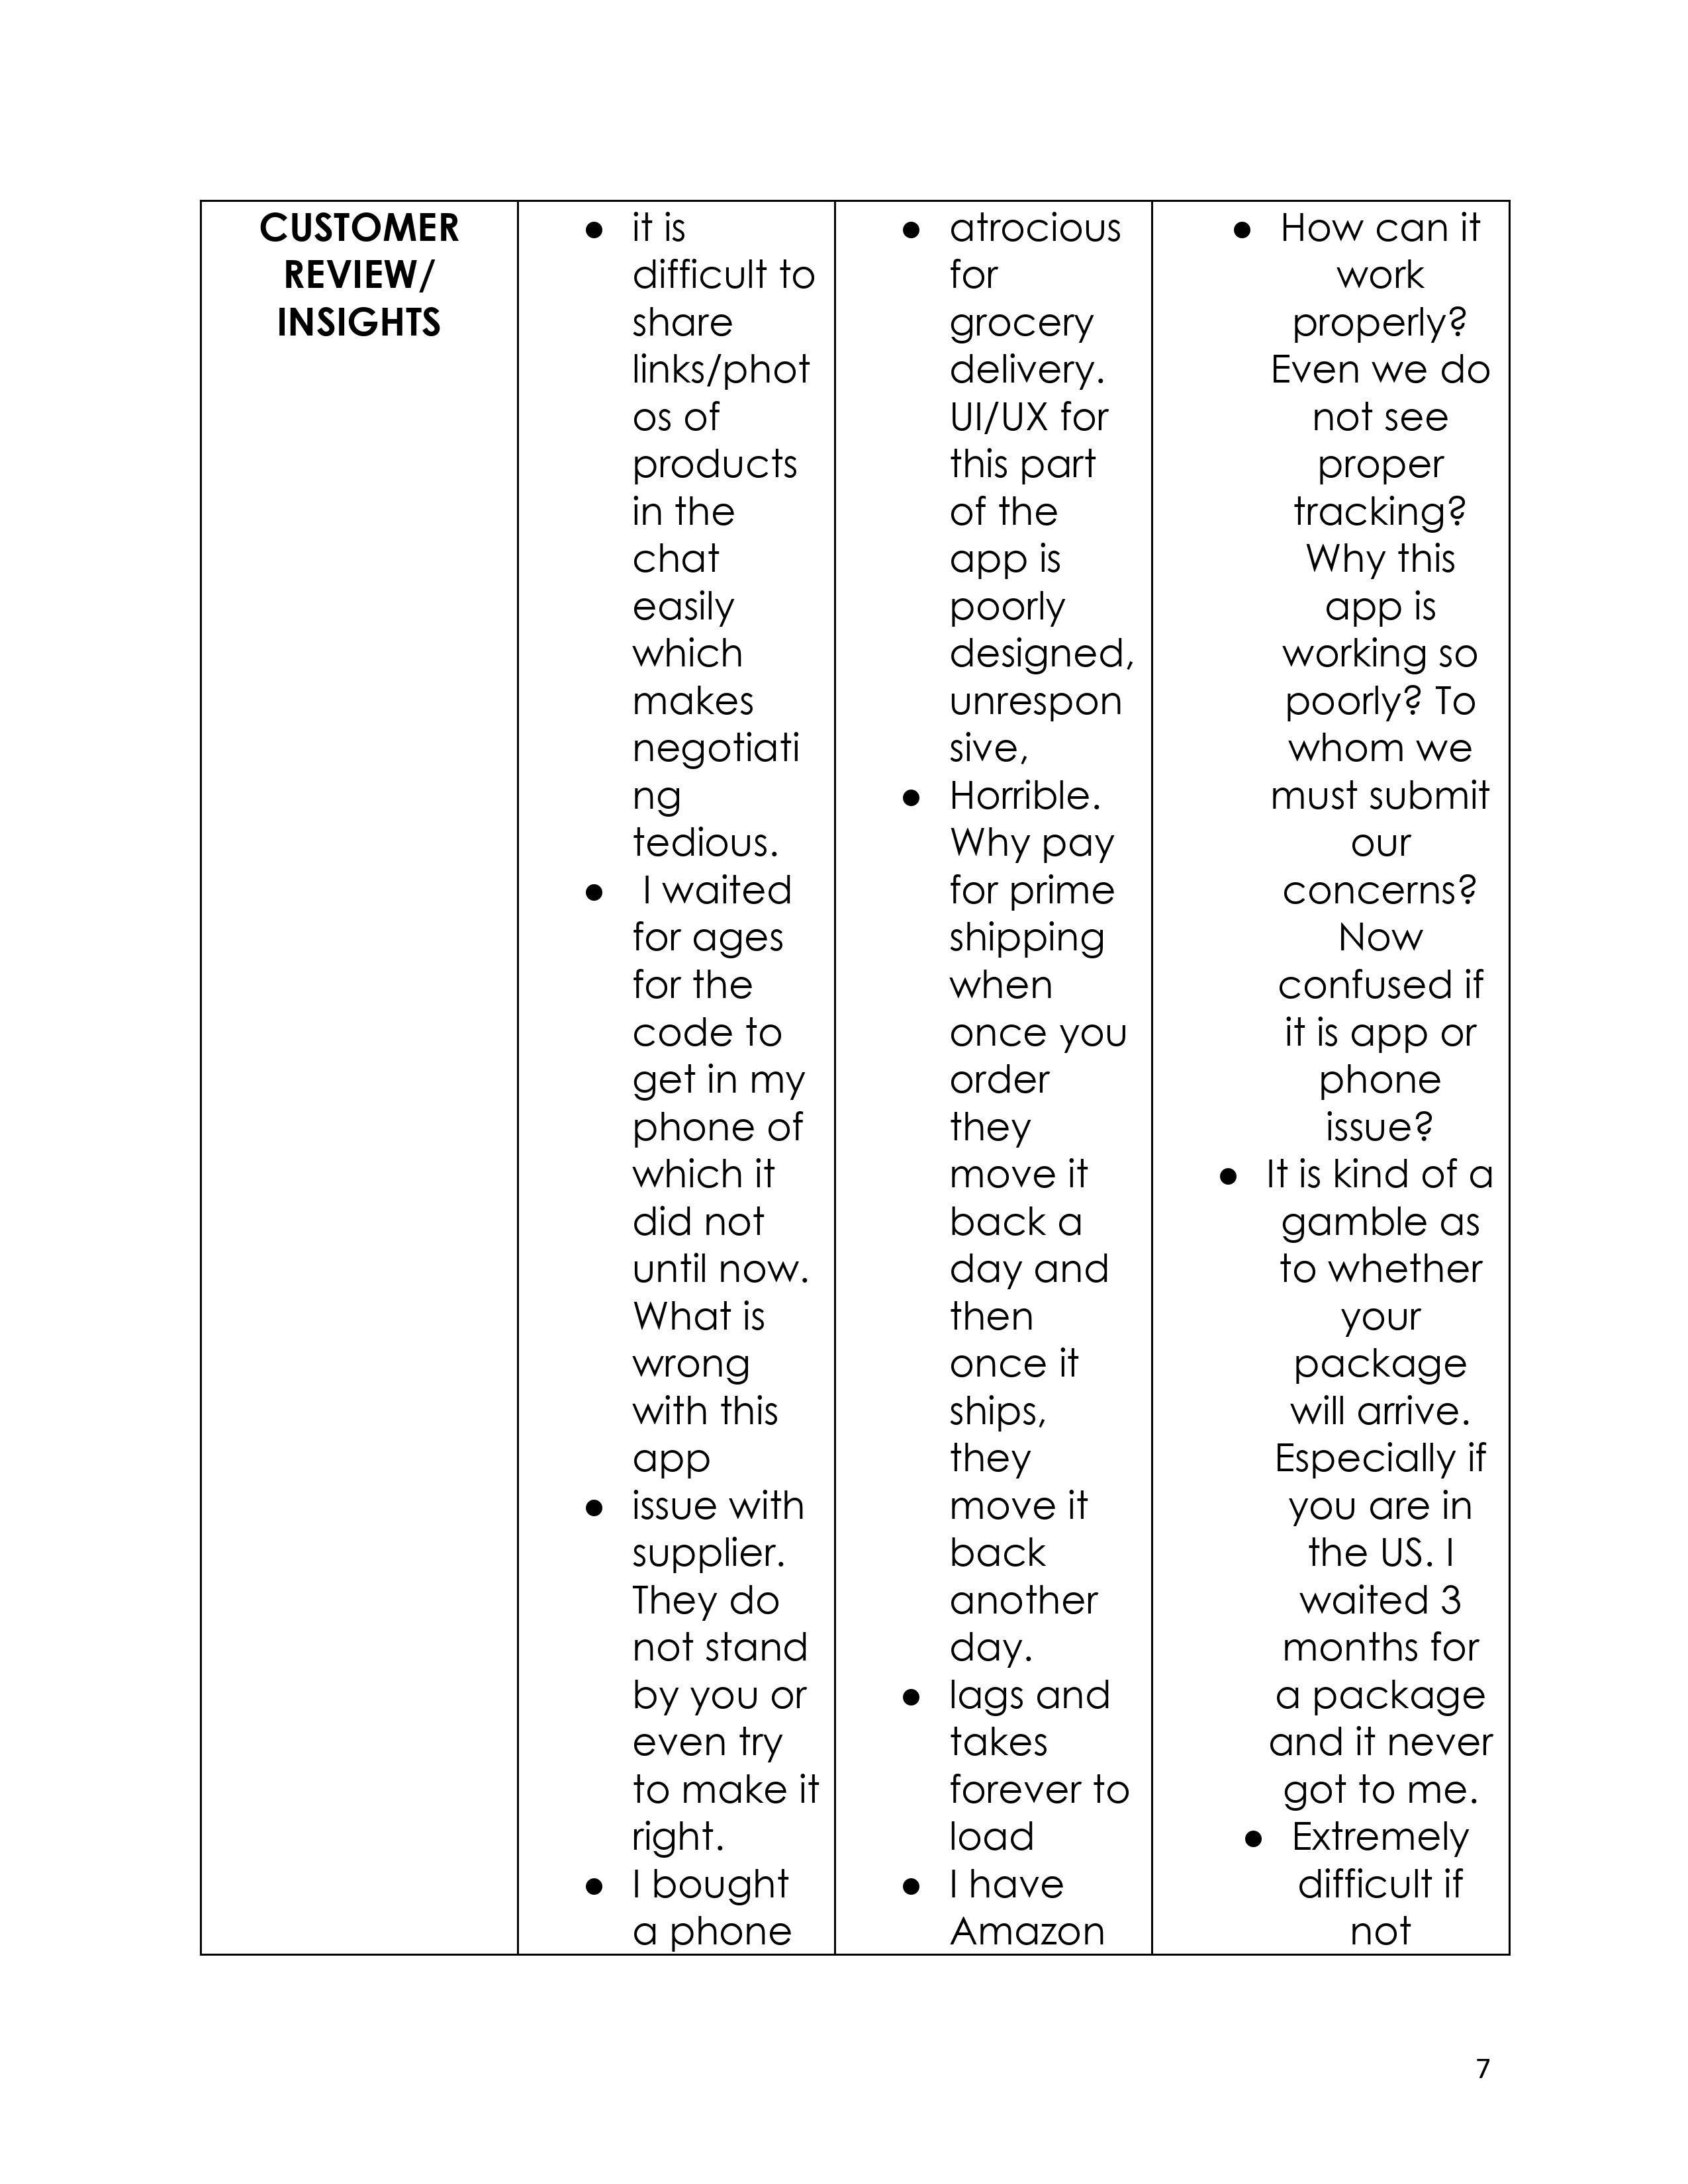 CUSTOMER
REVIEW/
INSIGHTS
● it is
difficult to
share
links/phot
os of
products
in the
chat
easily
which
makes
negotiati
ng
tedious.
● I waited
for ages
for the
code to
get in my
phone of
which it
did not
until now.
What is
wrong
with this
app
● issue with
supplier.
They do
not stand
by you or
even try
to make it
right.
● I bought
a phone
● atrocious
for
grocery
delivery.
UI/UX for
this part
of the
app is
poorly
designed,
unrespon
sive,
● Horrible.
Why pay
for prime
shipping
when
once you
order
they
move it
back a
day and
then
once it
ships,
they
move it
back
another
day.
● lags and
takes
forever to
load
● I have
Amazon
● How can it
work
properly?
Even we do
not see
proper
tracking?
Why this
app is
working so
poorly? To
whom we
must submit
our
concerns?
Now
confused if
it is app or
phone
issue?
● It is kind of a
gamble as
to whether
your
package
will arrive.
Especially if
you are in
the US. I
waited 3
months for
a package
and it never
got to me.
● Extremely
difficult if
not
7